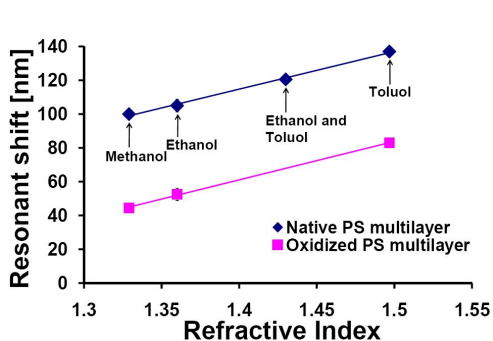 Resonant shift [nm]
140
120
100
80
60
40
20
0
Methanol
Ethanol
Ethanol and
Toluol
Toluol
Native PS multilayer
Oxidized PS multilayer
1.3
1.35
1.4
1.45
1.5
1.55
Refractive Index